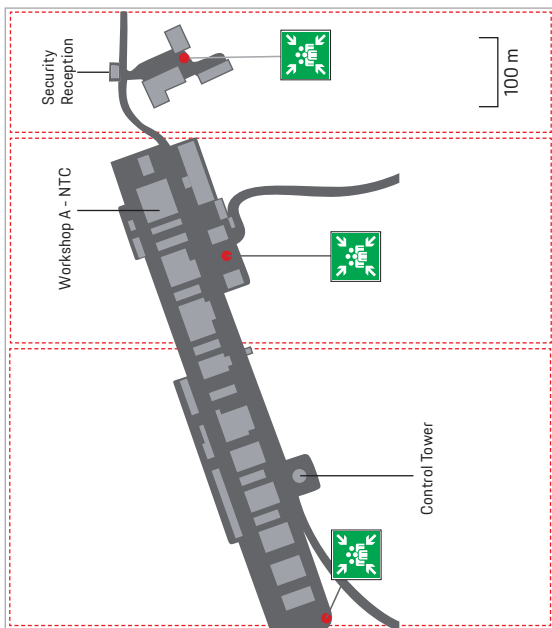 Security
Reception
100 m
Workshop A - NTC
Control Tower